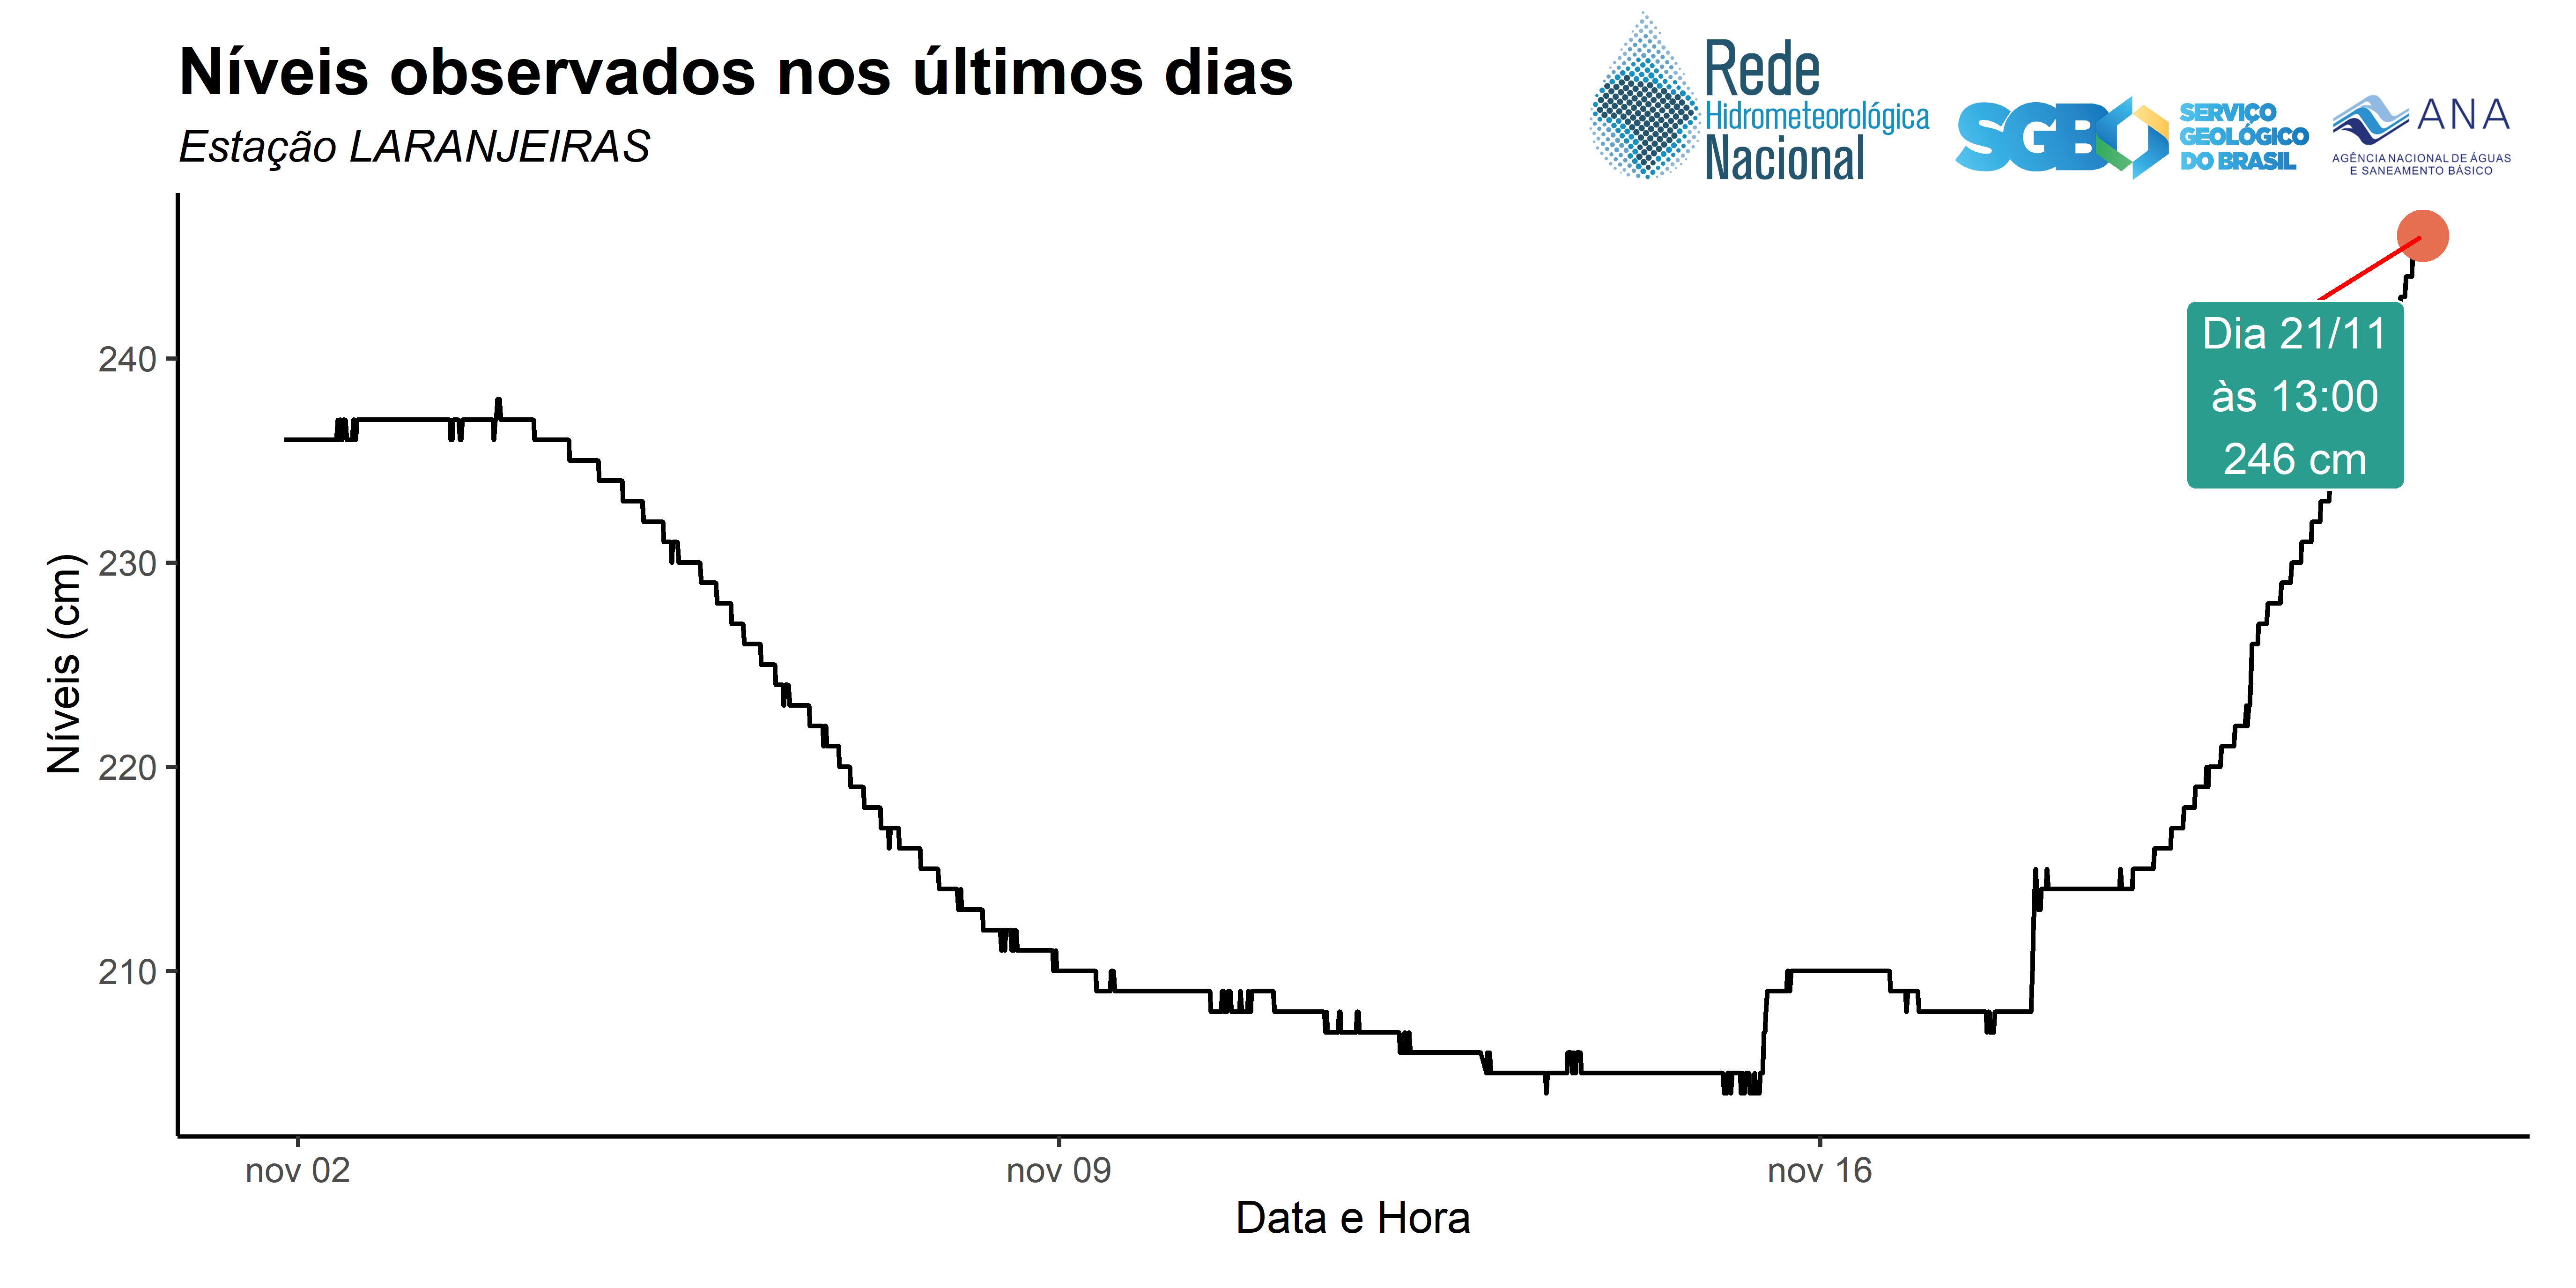 Níveis observados nos últimos dias
Estação LARANJEIRAS
Rede
Hidrometeorológica
Nacional
SGB
SERVIÇO
GEOLÓGICO
DO BRASIL
ANA
AGÊNCIA NACIONAL DE ÁGUAS
E SANEAMENTO BÁSICO
Dia 21/11
às 13:00
246 cm
Níveis (cm)
240
230
220
210
nov 02
nov 09
nov 16
Data e Hora